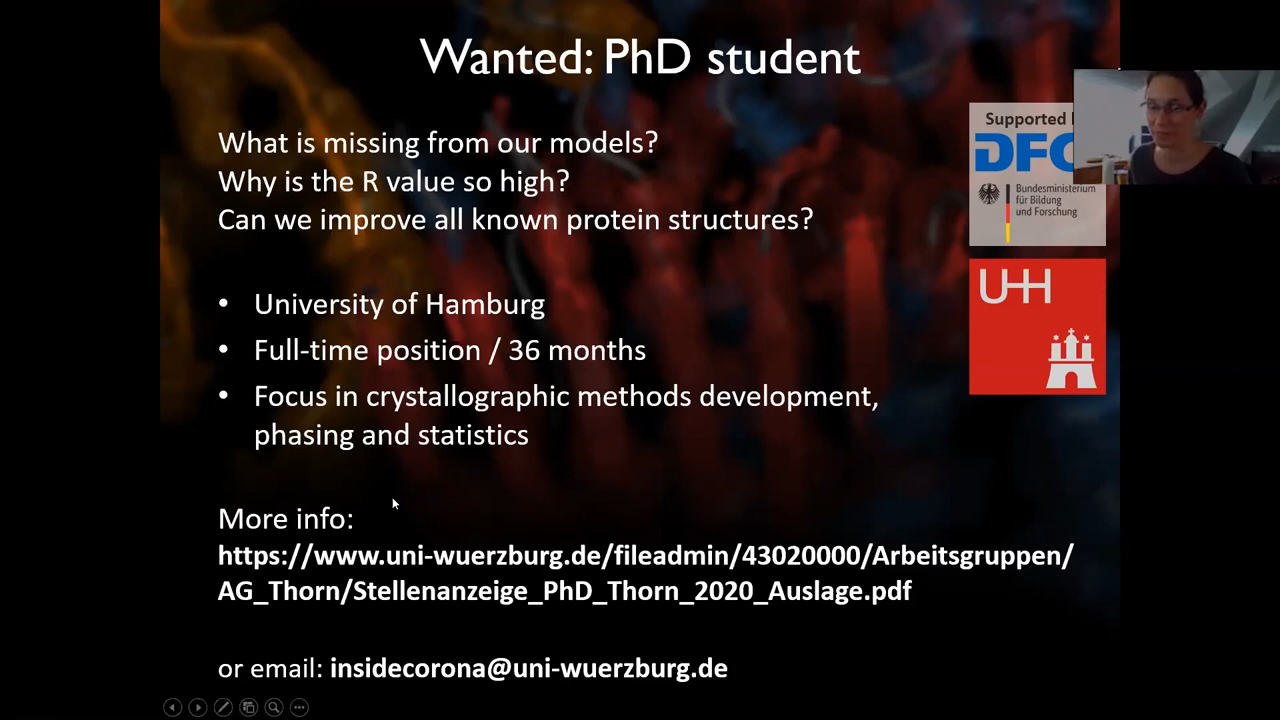 Wanted: PhD student
What is missing from our models?
Why is the R value so high?
Can we improve all known protein structures?
• University of Hamburg
• Full-time position / 36 months
• Focus in crystallographic methods development,
phasing and statistics
More info:
https://www.uni-wuerzburg.de/fileadmin/43020000/Arbeitsgruppen/
AG_Thorn/Stellenanzeige_PhD_Thorn_2020_Auslage.pdf
or email: insidecorona@uni-wuerzburg.de
Supported
DFG
Bundesministerium
für Bildung
und Forschung
UHH